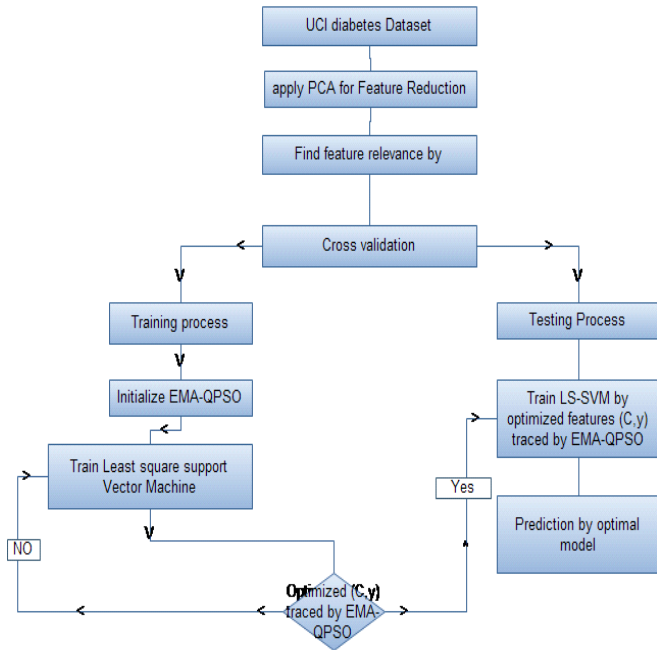 UCI diabetes Dataset
apply PCA for Feature Reduction
Find feature relevance by
Cross validation
Training process
Testing Process
Initialize EMA-QPSO
Train LS-SVM by
optimized features (C,y)
traced by EMA-QPSO
Train Least square support
Vector Machine
Yes
Prediction by optimal
model
NO
Optimized (C,y)
traced by EMA-
QPSO